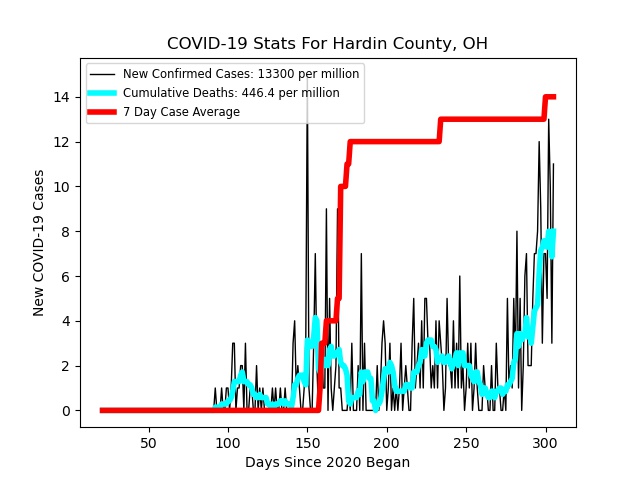 COVID-19 Stats For Hardin County, OH
New Confirmed Cases: 13300 per million
Cumulative Deaths: 446.4 per million
7 Day Case Average
14
12
10
8
6
4
2
0
New COVID-19 Cases
50 100 150 200 250 300
Days Since 2020 Began